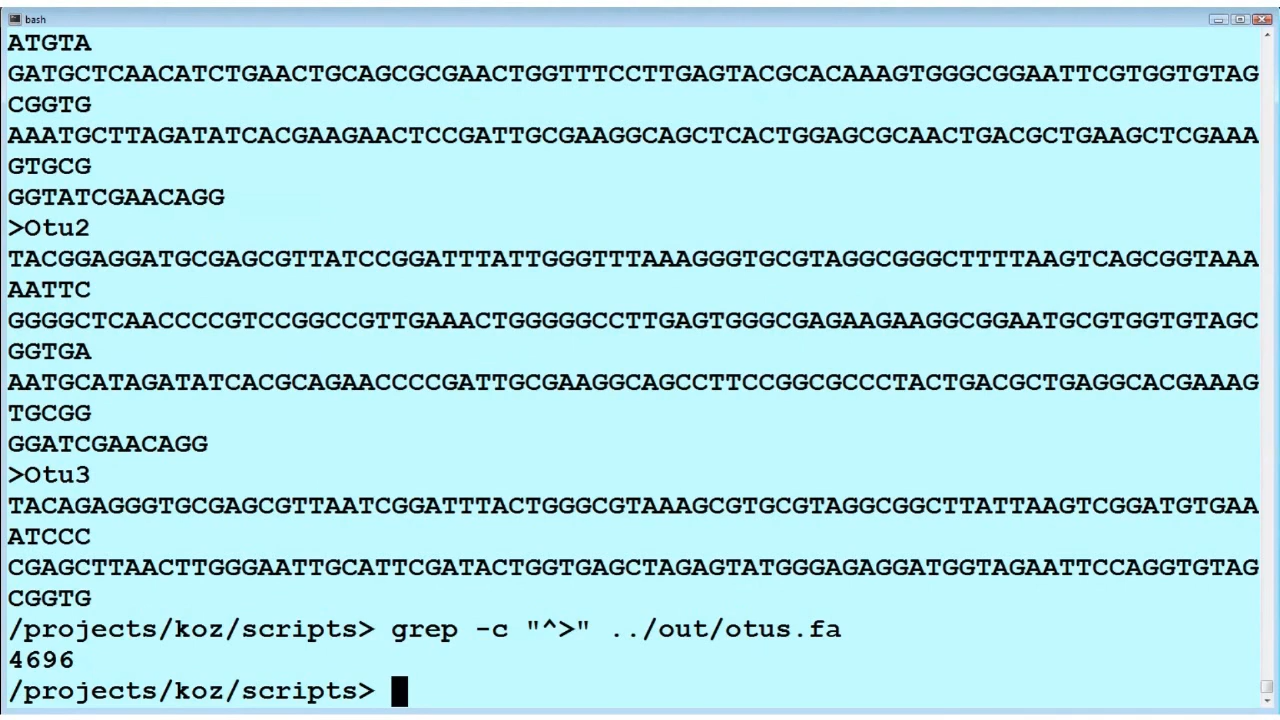 bash
ATGTA
GATGCTCAACATCTGAACTGCAGCGCGAACTGGTTTCCTTGAGTACGCACAAAGTGGGCGGAATTCGTGGTGTAG
CGGTG
AAATGCTTAGATATCACGAAGAACTCCGATTGCGAAGGCAGCTCACTGGAGCGCAACTGACGCTGAAGCTCGAAA
GTGCG
GGTATCGAACAGG
>Otu2
TACGGAGGATGCGAGCGTTATCCGGATTTATTGGGTTTAAAGGGTGCGTAGGCGGGCTTTTAAGTCAGCGGTAAA
AATTC
GGGGCTCAACCCCGTCCGGCCGTTGAAACTGGGGGCCTTGAGTGGGCGAGAAGAAGGCGGAATGCGTGGTGTAGC
GGTGA
AATGCATAGATATCACGCAGAACCCCGATTGCGAAGGCAGCCTTCCGGCGCCCTACTGACGCTGAGGCACGAAAG
TGCGG
GGATCGAACAGG
>Otu3
TACAGAGGGTGCGAGCGTTAATCGGATTTACTGGGCGTAAAGCGTGCGTAGGCGGCTTATTAAGTCGGATGTGAA
ATCCC
CGAGCTTAACTTGGGAATTGCATTCGATACTGGTGAGCTAGAGTATGGGAGAGGATGGTAGAATTCCAGGTGTAG
CGGTG
/projects/koz/scripts> grep -c "^>" ../out/otus.fa
4696
/projects/koz/scripts>